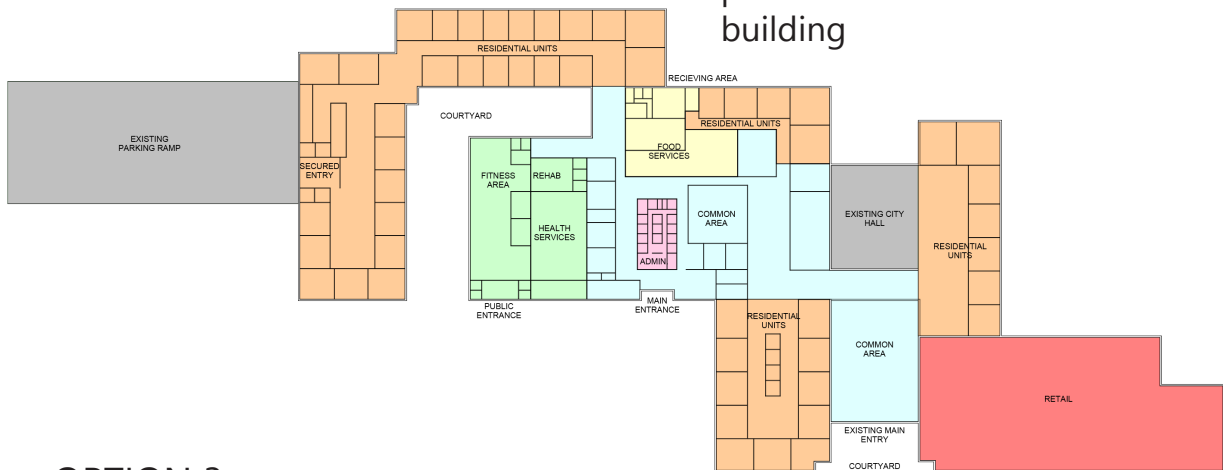 building
RESIDENTIAL UNITS
RECIEVING AREA
COURTYARD
RESIDENTIAL UNITS
EXISTING
PARKING RAMP
FOOD
SERVICES
SECURED
ENTRY
FITNESS
AREA
REHAB
COMMON
AREA
EXISTING CITY
HALL
HEALTH
SERVICES
RESIDENTIAL
UNITS
ADMIN
PUBLIC
ENTRANCE
MAIN
ENTRANCE
RESIDENTIAL
UNITS
COMMON
AREA
RETAIL
EXISTING MAIN
ENTRY
COURTYARD